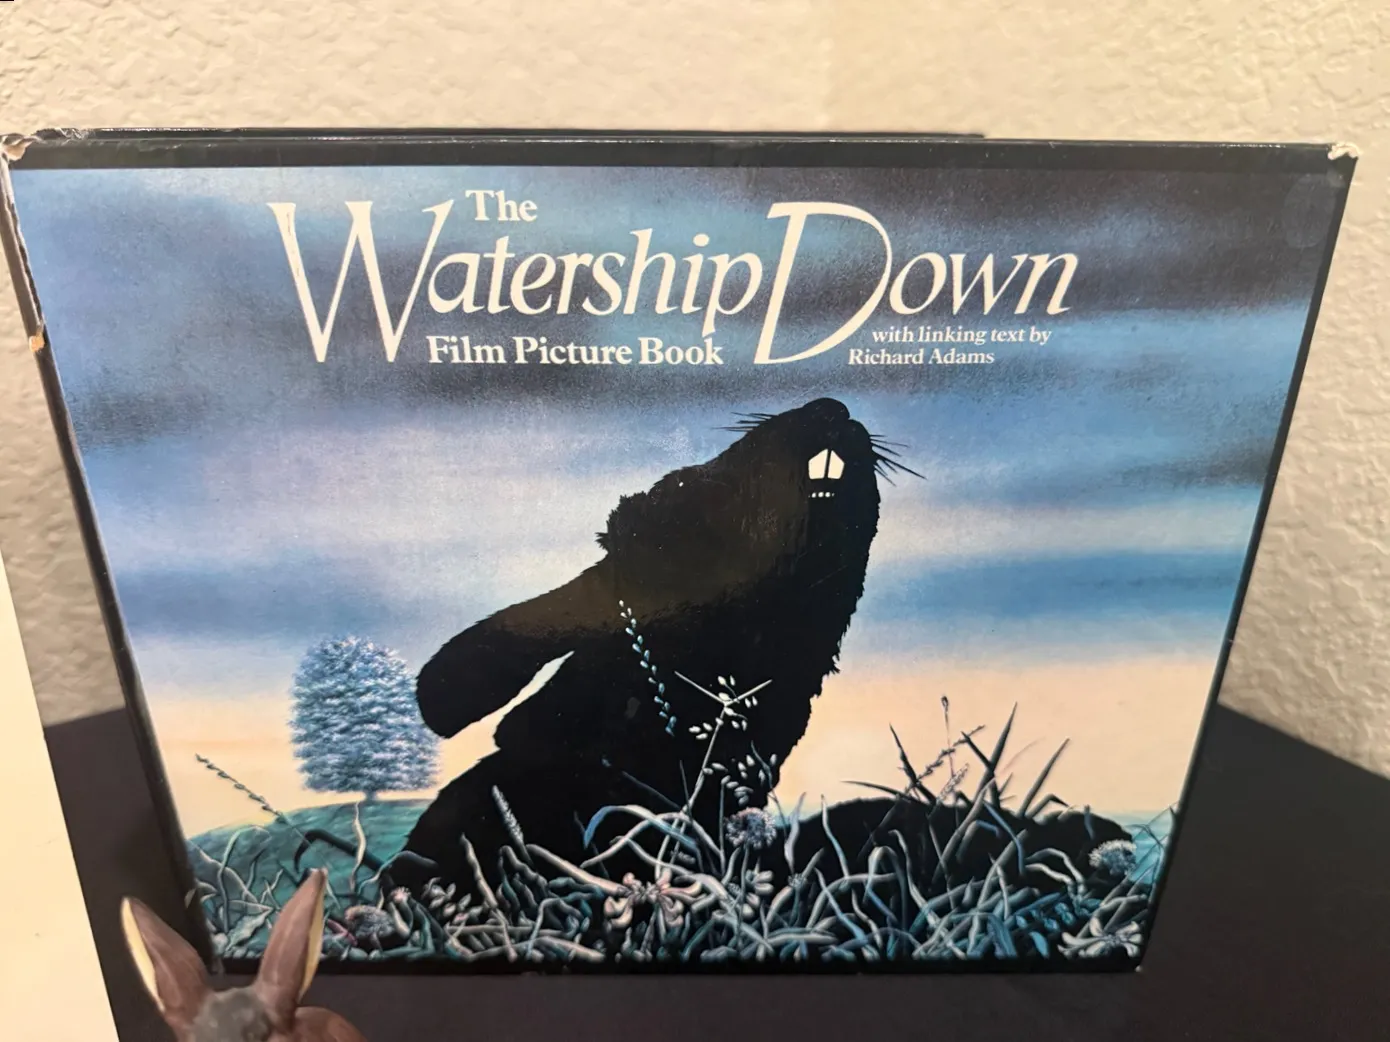 The
Watership Down
Film Picture Book
with linking text by
Richard Adams